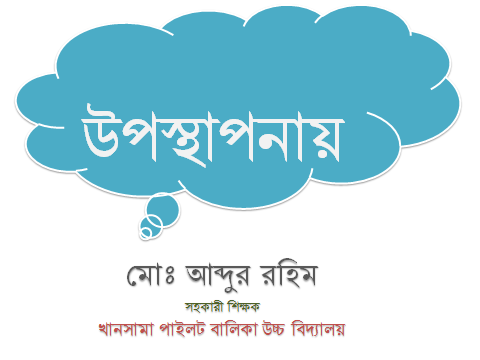 উপস্থাপনায়
মোঃ আব্দুর রহিম
সহকারী শিক্ষক
খানসামা পাইলট বালিকা উচ্চ বিদ্যালয়